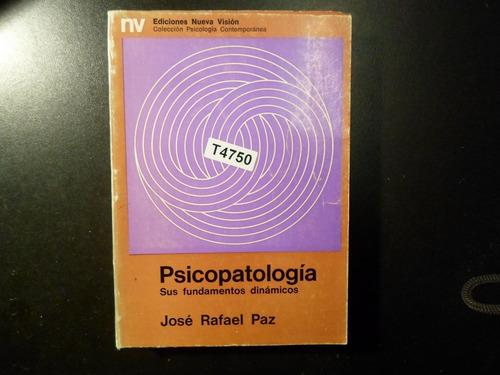 nv
Ediciones Nueva Visión
Colección Psicología Contemporánea
T4750
Psicopatología
Sus fundamentos dinámicos
José Rafael Paz